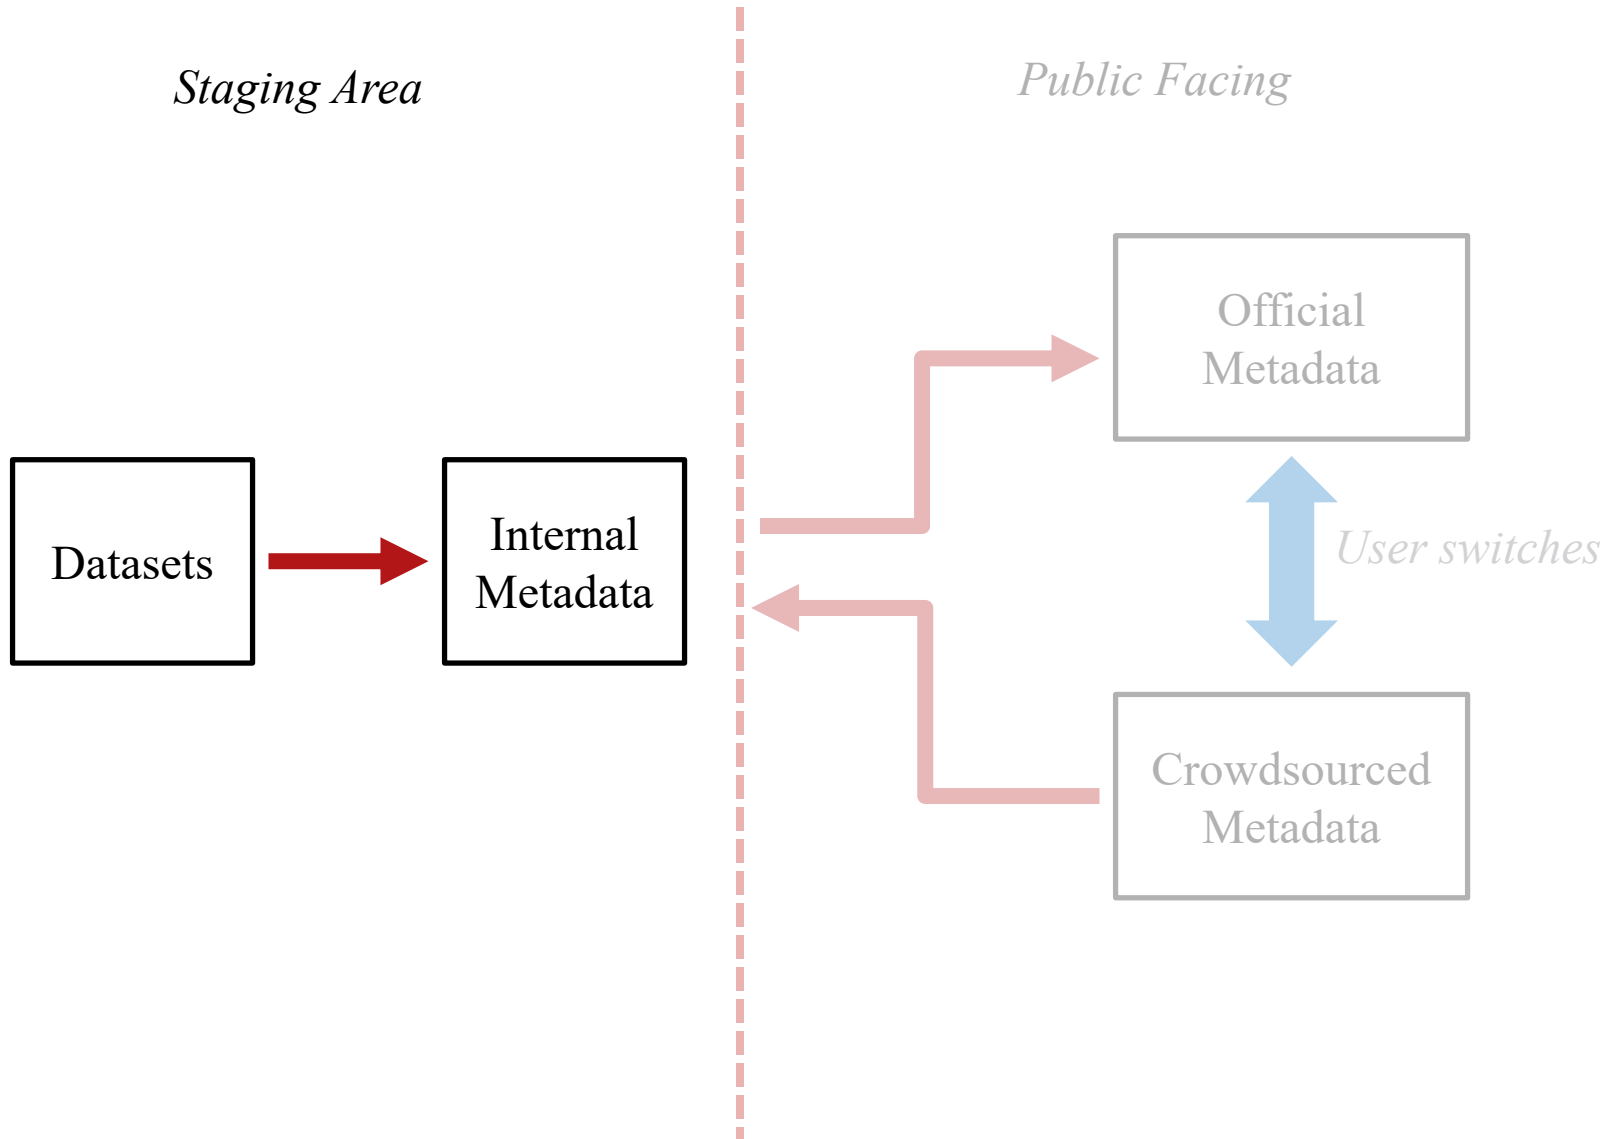 Staging Area
Public Facing
Official
Metadata
Datasets
Internal
Metadata
User switches
Crowdsourced
Metadata